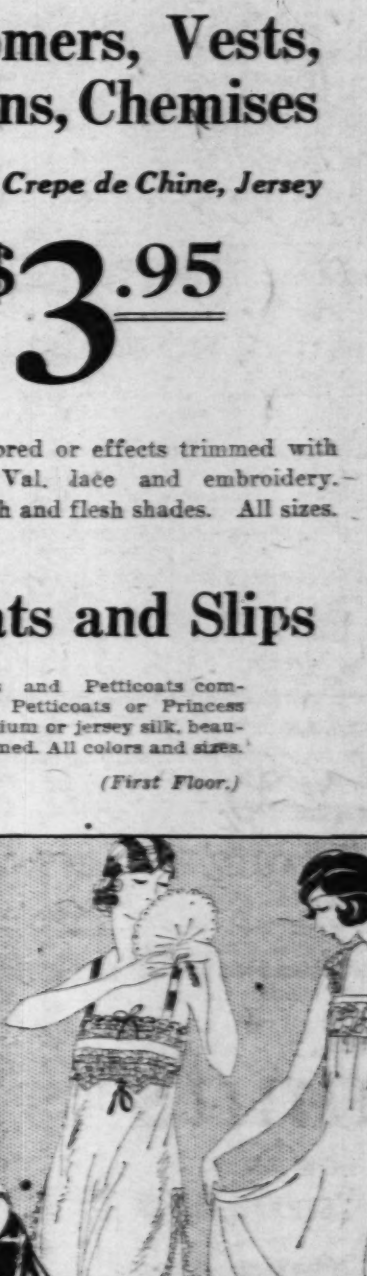 omers, Vests,
ns, Chemises
Crepe de Chine, Jersey
$3.95
ored or effects trimmed with
Val. lace and embroidery.
h and flesh shades. All sizes.
ats and Slips
s and Petticoats com-
Petticoats or Princess
ium or jersey silk, beau-
ned. All colors and sizes.
(First Floor.)